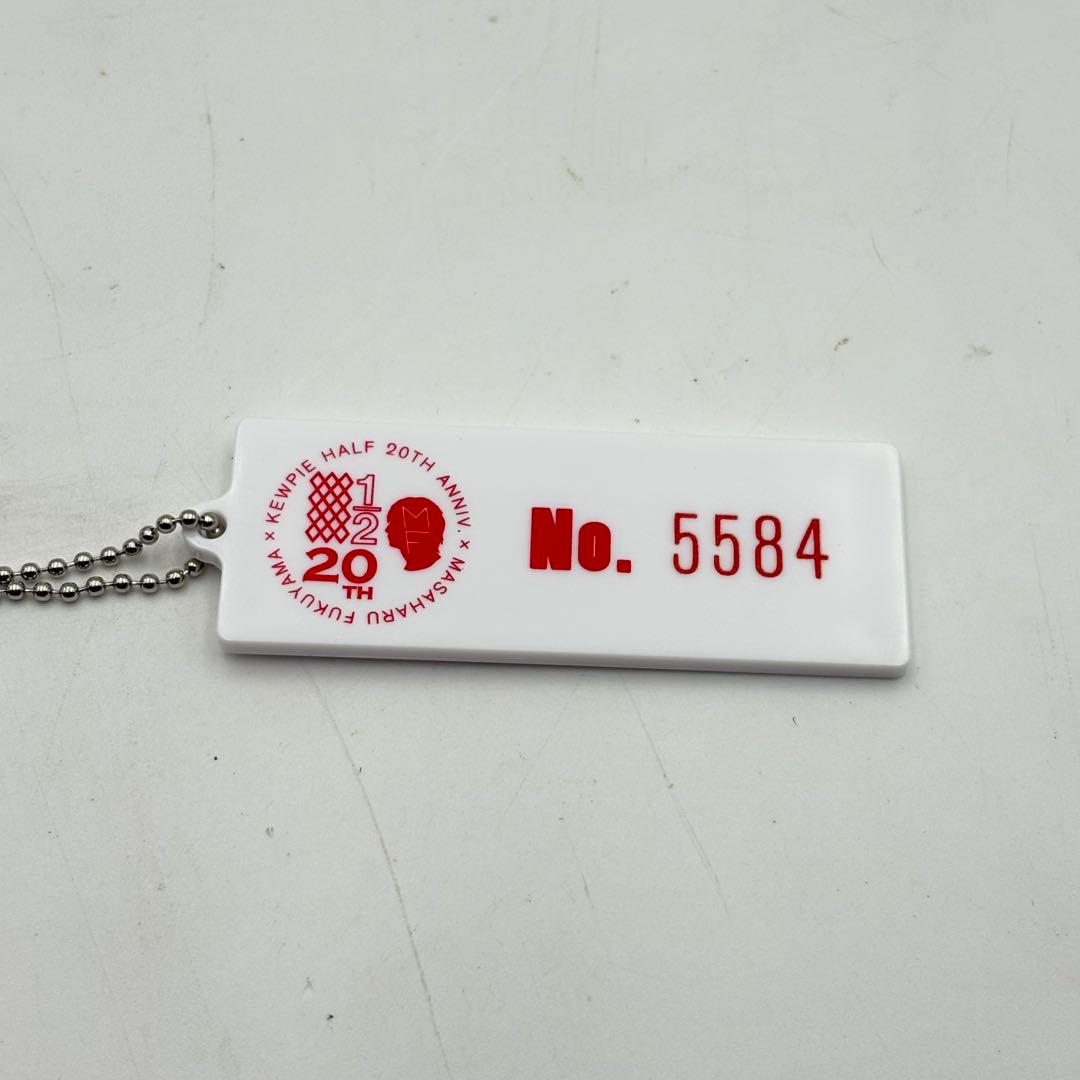 × KEWPIE HALF 20TH ANNIV. × MASAHARU FUKUYAMA
1/2
MF
20TH
No. 5584